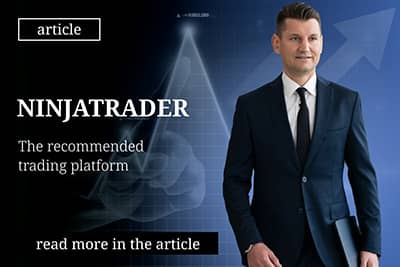 article
NINJATRADER
The recommended
trading platform
read more in the article